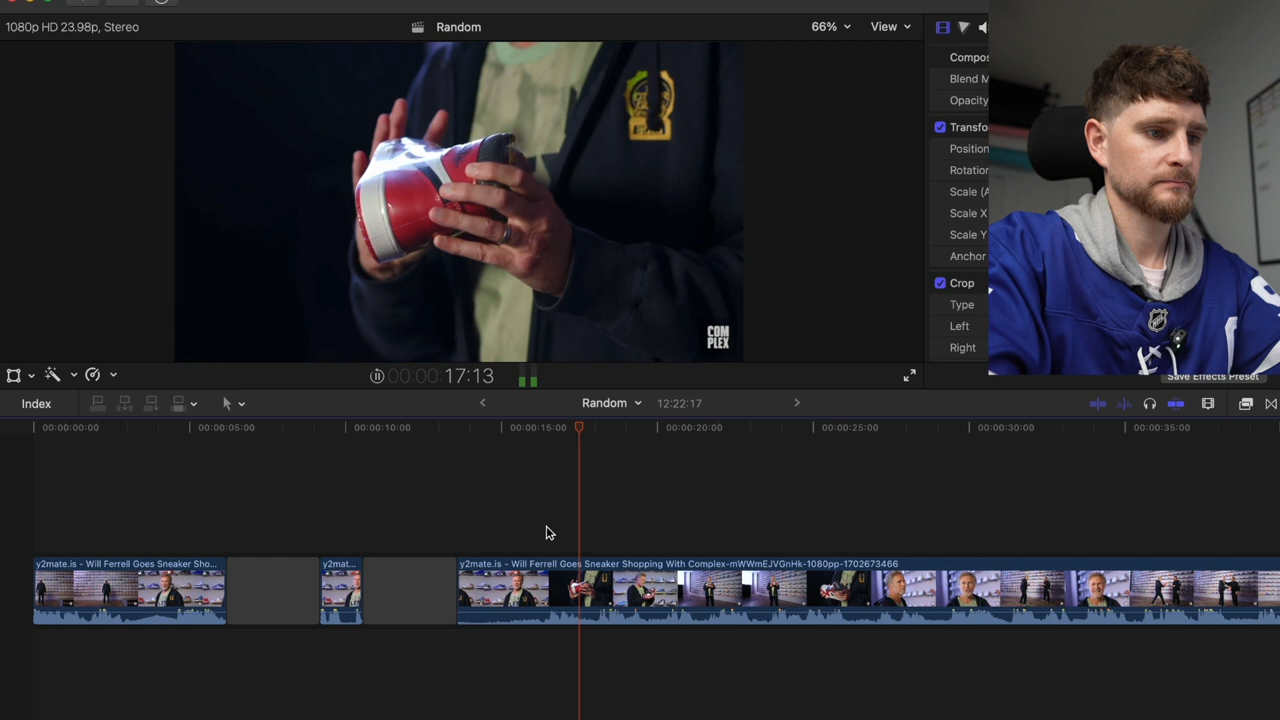 1080p HD 23.98p, Stereo
Random
66%
View
Compos
Blend M
Opacity
Transfo
Position
Rotation
Scale (A
Scale X
Scale Y
Anchor
Crop
Type
Left
Right
COM
PLEX
NHL
00:00:00:17:13
Save Effects Preset
Index
Random
12:22:17
00:00:00:00
00:00:05:00
00:00:10:00
00:00:15:00
00:00:20:00
00:00:25:00
00:00:30:00
00:00:35:00
y2mate.is - Will Ferrell Goes Sneaker Sho...
y2mat...
y2mate.is - Will Ferrell Goes Sneaker Shopping With Complex-mWWmEJVGnHk-1080pp-1702673466